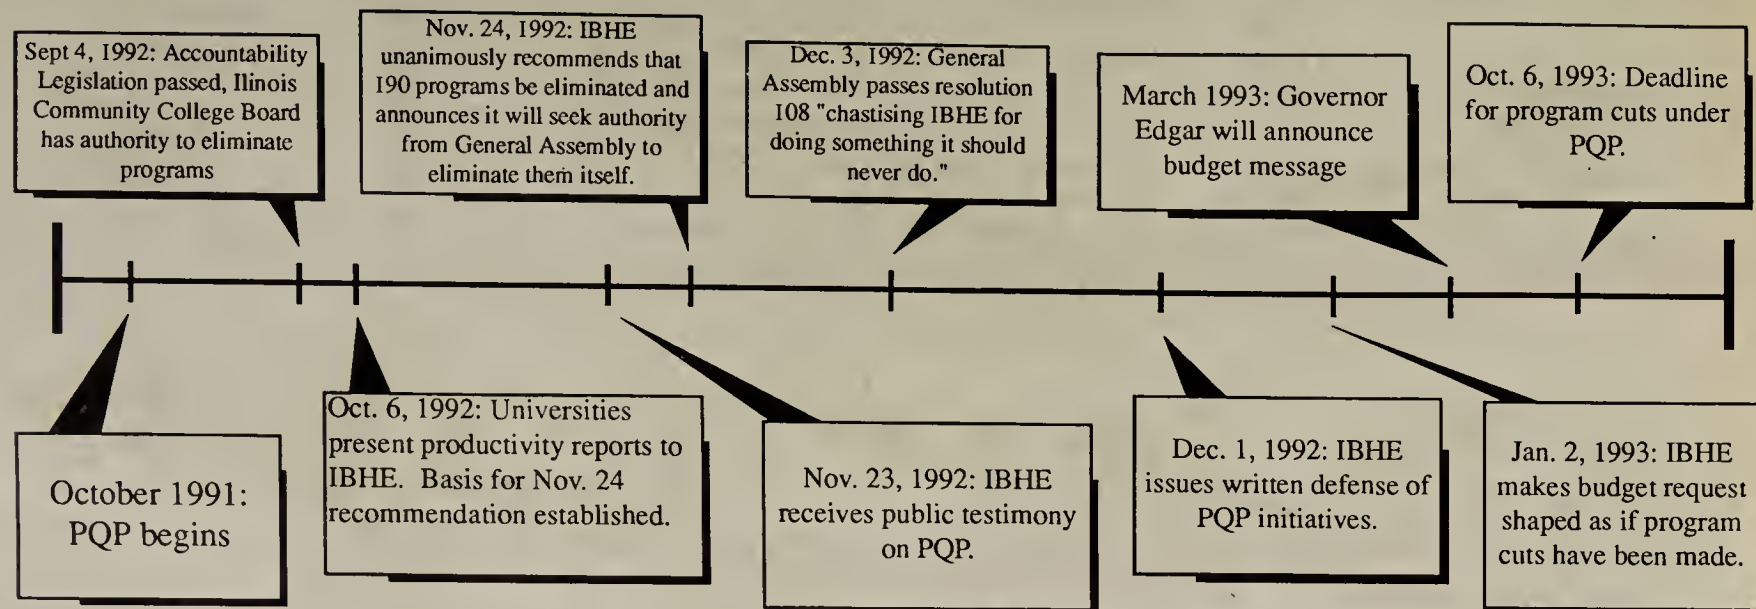 Sept 4, 1992: Accountability
Legislation passed, Ilinois
Community College Board
has authority to eliminate
programs
Nov. 24, 1992: IBHE
unanimously recommends that
190 programs be eliminated and
announces it will seek authority
from General Assembly to
eliminate them itself.
Dec. 3, 1992: General
Assembly passes resolution
108 "chastising IBHE for
doing something it should
never do."
March 1993: Governor
Edgar will announce
budget message
Oct. 6, 1993: Deadline
for program cuts under
PQP.
October 1991:
PQP begins
Oct. 6, 1992: Universities
present productivity reports to
IBHE. Basis for Nov. 24
recommendation established.
Nov. 23, 1992: IBHE
receives public testimony
on PQP.
Dec. 1, 1992: IBHE
issues written defense of
PQP initiatives.
Jan. 2, 1993: IBHE
makes budget request
shaped as if program
cuts have been made.